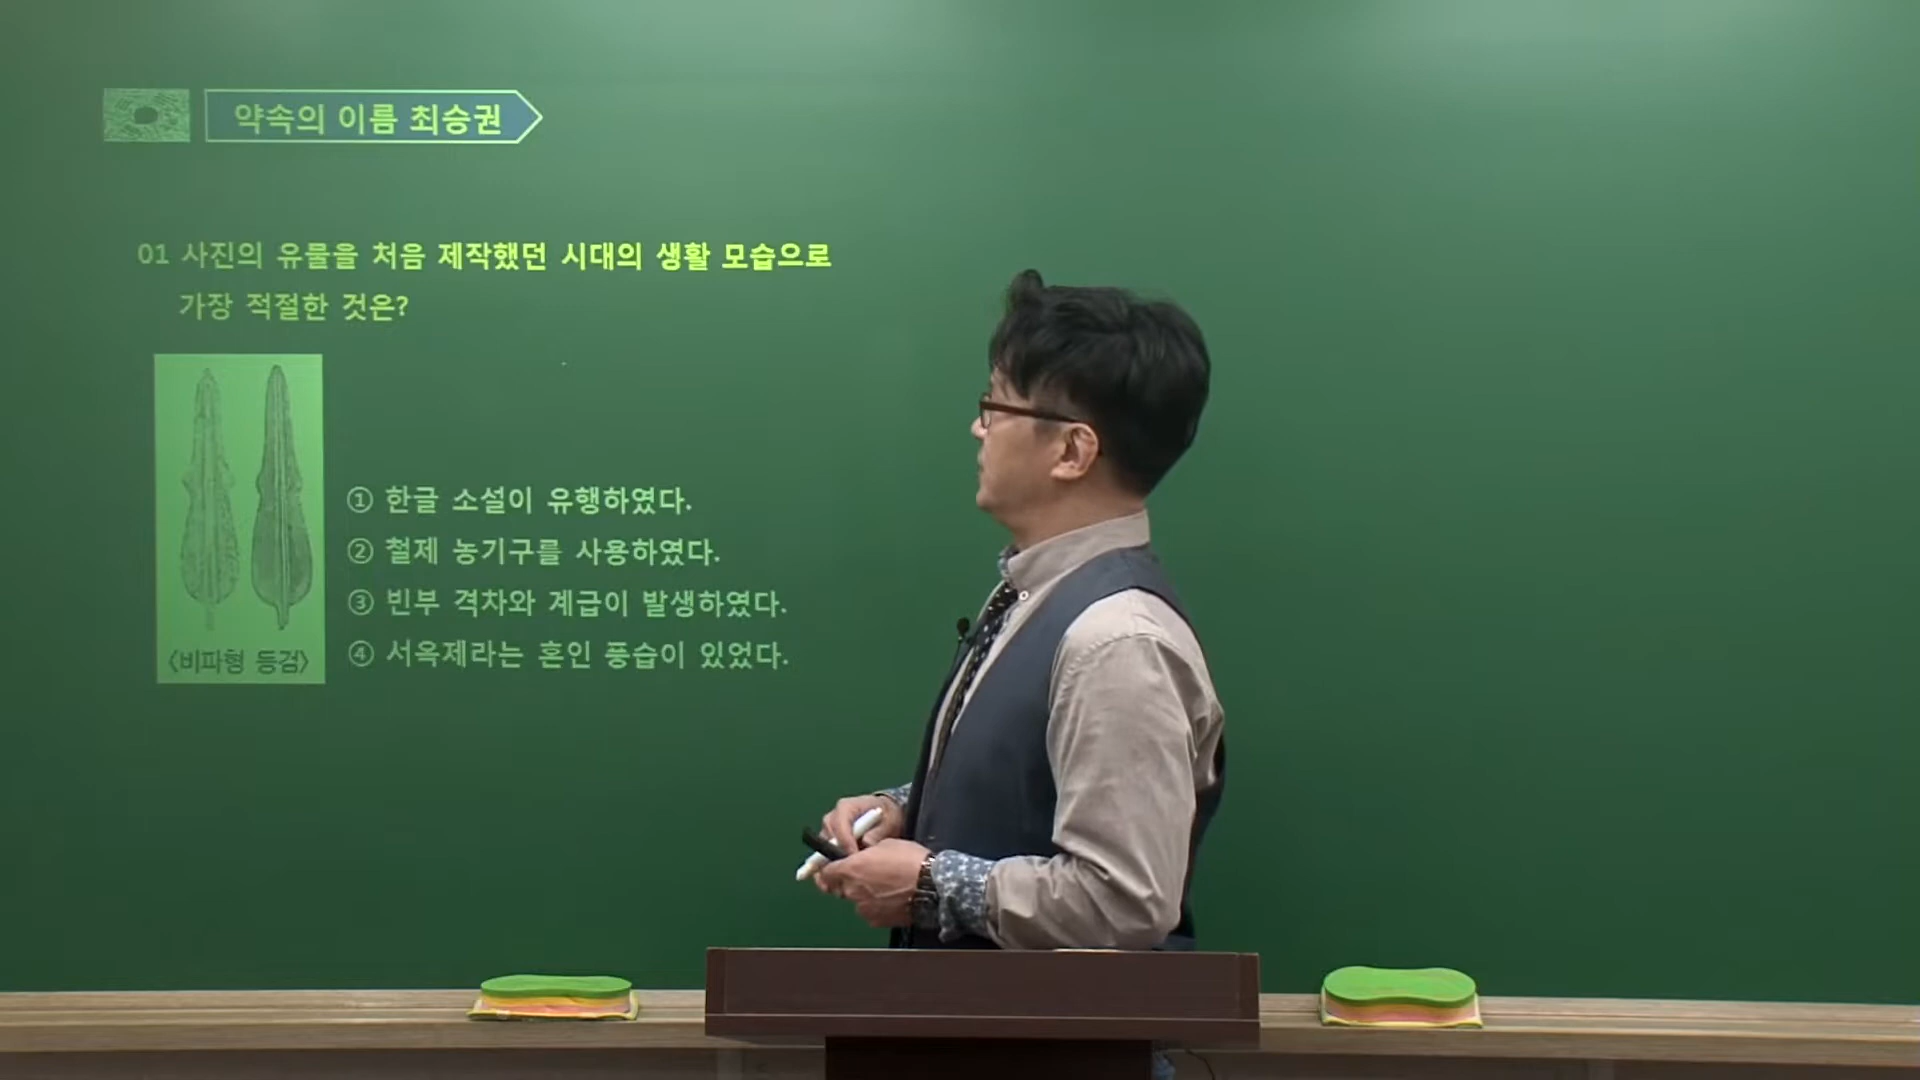 약속의 이름 최승권
01 사진의 유물을 처음 제작했던 시대의 생활 모습으로
가장 적절한 것은?
① 한글 소설이 유행하였다.
② 철제 농기구를 사용하였다.
③ 빈부 격차와 계급이 발생하였다.
④ 서옥제라는 혼인 풍습이 있었다.
〈비파형 동검〉